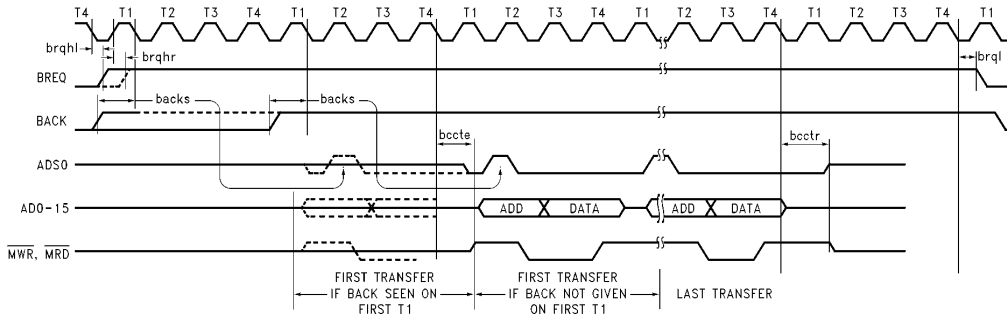 T4 T1 T2 T3 T4 T1 T2 T3 T4 T1 T2 T3 T4 T1 T2 T3 T4 T1 T2 T3 T4 T1
brqhl
brqhr
brql
BREQ
backs backs
BACK
bccte bcctr
ADS0
AD0-15 ADD DATA ADD DATA
MWR, MRD
FIRST TRANSFER
IF BACK SEEN ON
FIRST T1
FIRST TRANSFER
IF BACK NOT GIVEN
ON FIRST T1
LAST TRANSFER